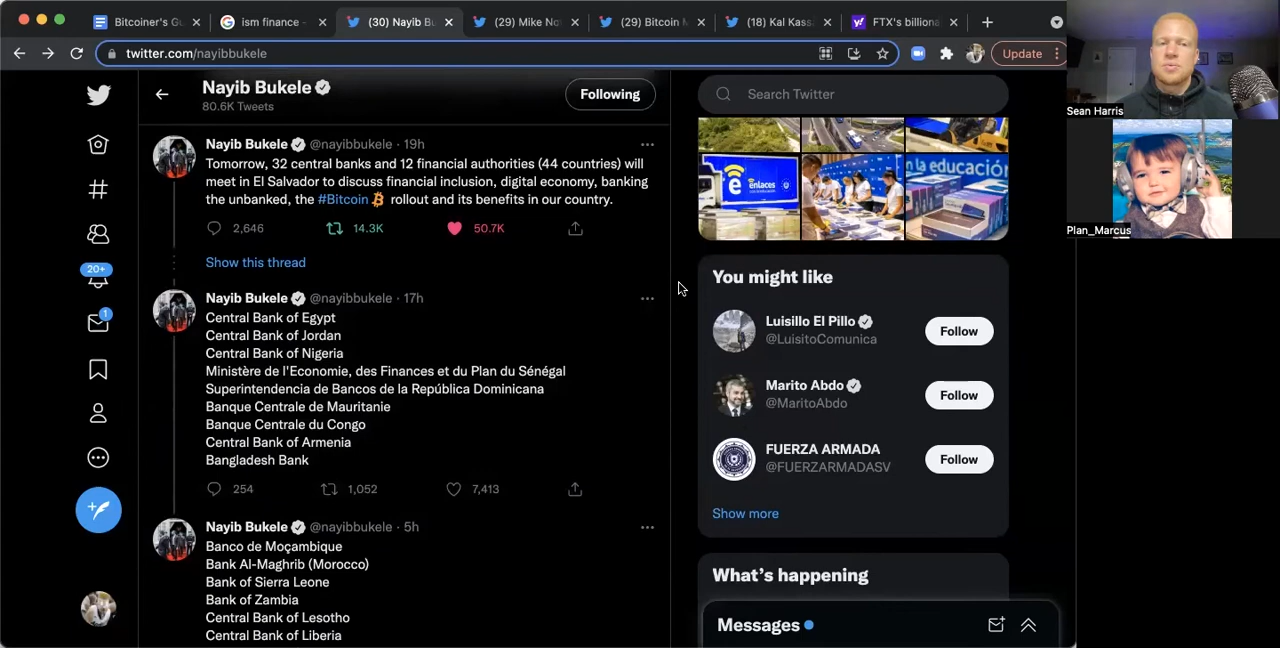 Bitcoiner's Gu
ism finance -
(30) Nayib Bu
(29) Mike No
(29) Bitcoin M
(18) Kal Kass
FTX's billiona
twitter.com/nayibbukele
Update
Nayib Bukele
80.6K Tweets
Following
Nayib Bukele @nayibbukele · 19h
Tomorrow, 32 central banks and 12 financial authorities (44 countries) will
meet in El Salvador to discuss financial inclusion, digital economy, banking
the unbanked, the #Bitcoin rollout and its benefits in our country.
2,646 14.3K 50.7K
Show this thread
Nayib Bukele @nayibbukele · 17h
Central Bank of Egypt
Central Bank of Jordan
Central Bank of Nigeria
Ministère de l'Economie, des Finances et du Plan du Sénégal
Superintendencia de Bancos de la República Dominicana
Banque Centrale de Mauritanie
Banque Centrale du Congo
Central Bank of Armenia
Bangladesh Bank
254 1,052 7,413
Nayib Bukele @nayibbukele · 5h
Banco de Moçambique
Bank Al-Maghrib (Morocco)
Bank of Sierra Leone
Bank of Zambia
Central Bank of Lesotho
Central Bank of Liberia
20+
1
Search Twitter
enlaces
n la educación
You might like
Luisillo El Pillo
@LuisitoComunica
Follow
Marito Abdo
@MaritoAbdo
Follow
FUERZA ARMADA
@FUERZARMADASV
Follow
Show more
What's happening
Messages
Sean Harris
Plan_Marcus